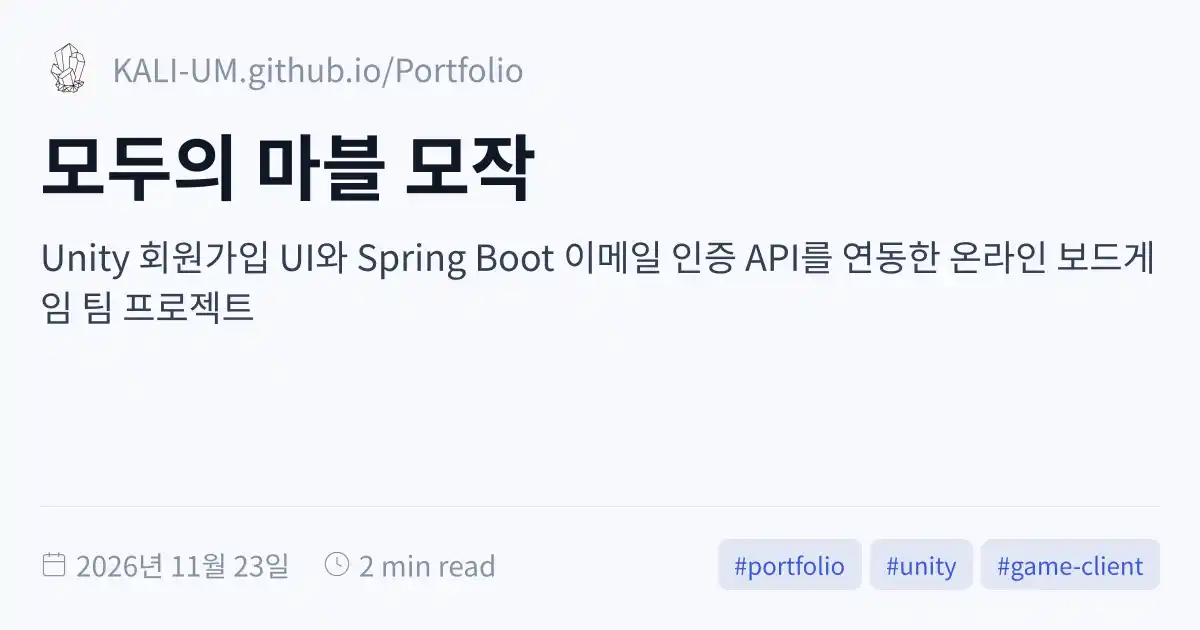 KALI-UM.github.io/Portfolio
모두의 마블 모작
Unity 회원가입 UI와 Spring Boot 이메일 인증 API를 연동한 온라인 보드게
임 팀 프로젝트
2026년 11월 23일 2 min read #portfolio #unity #game-client